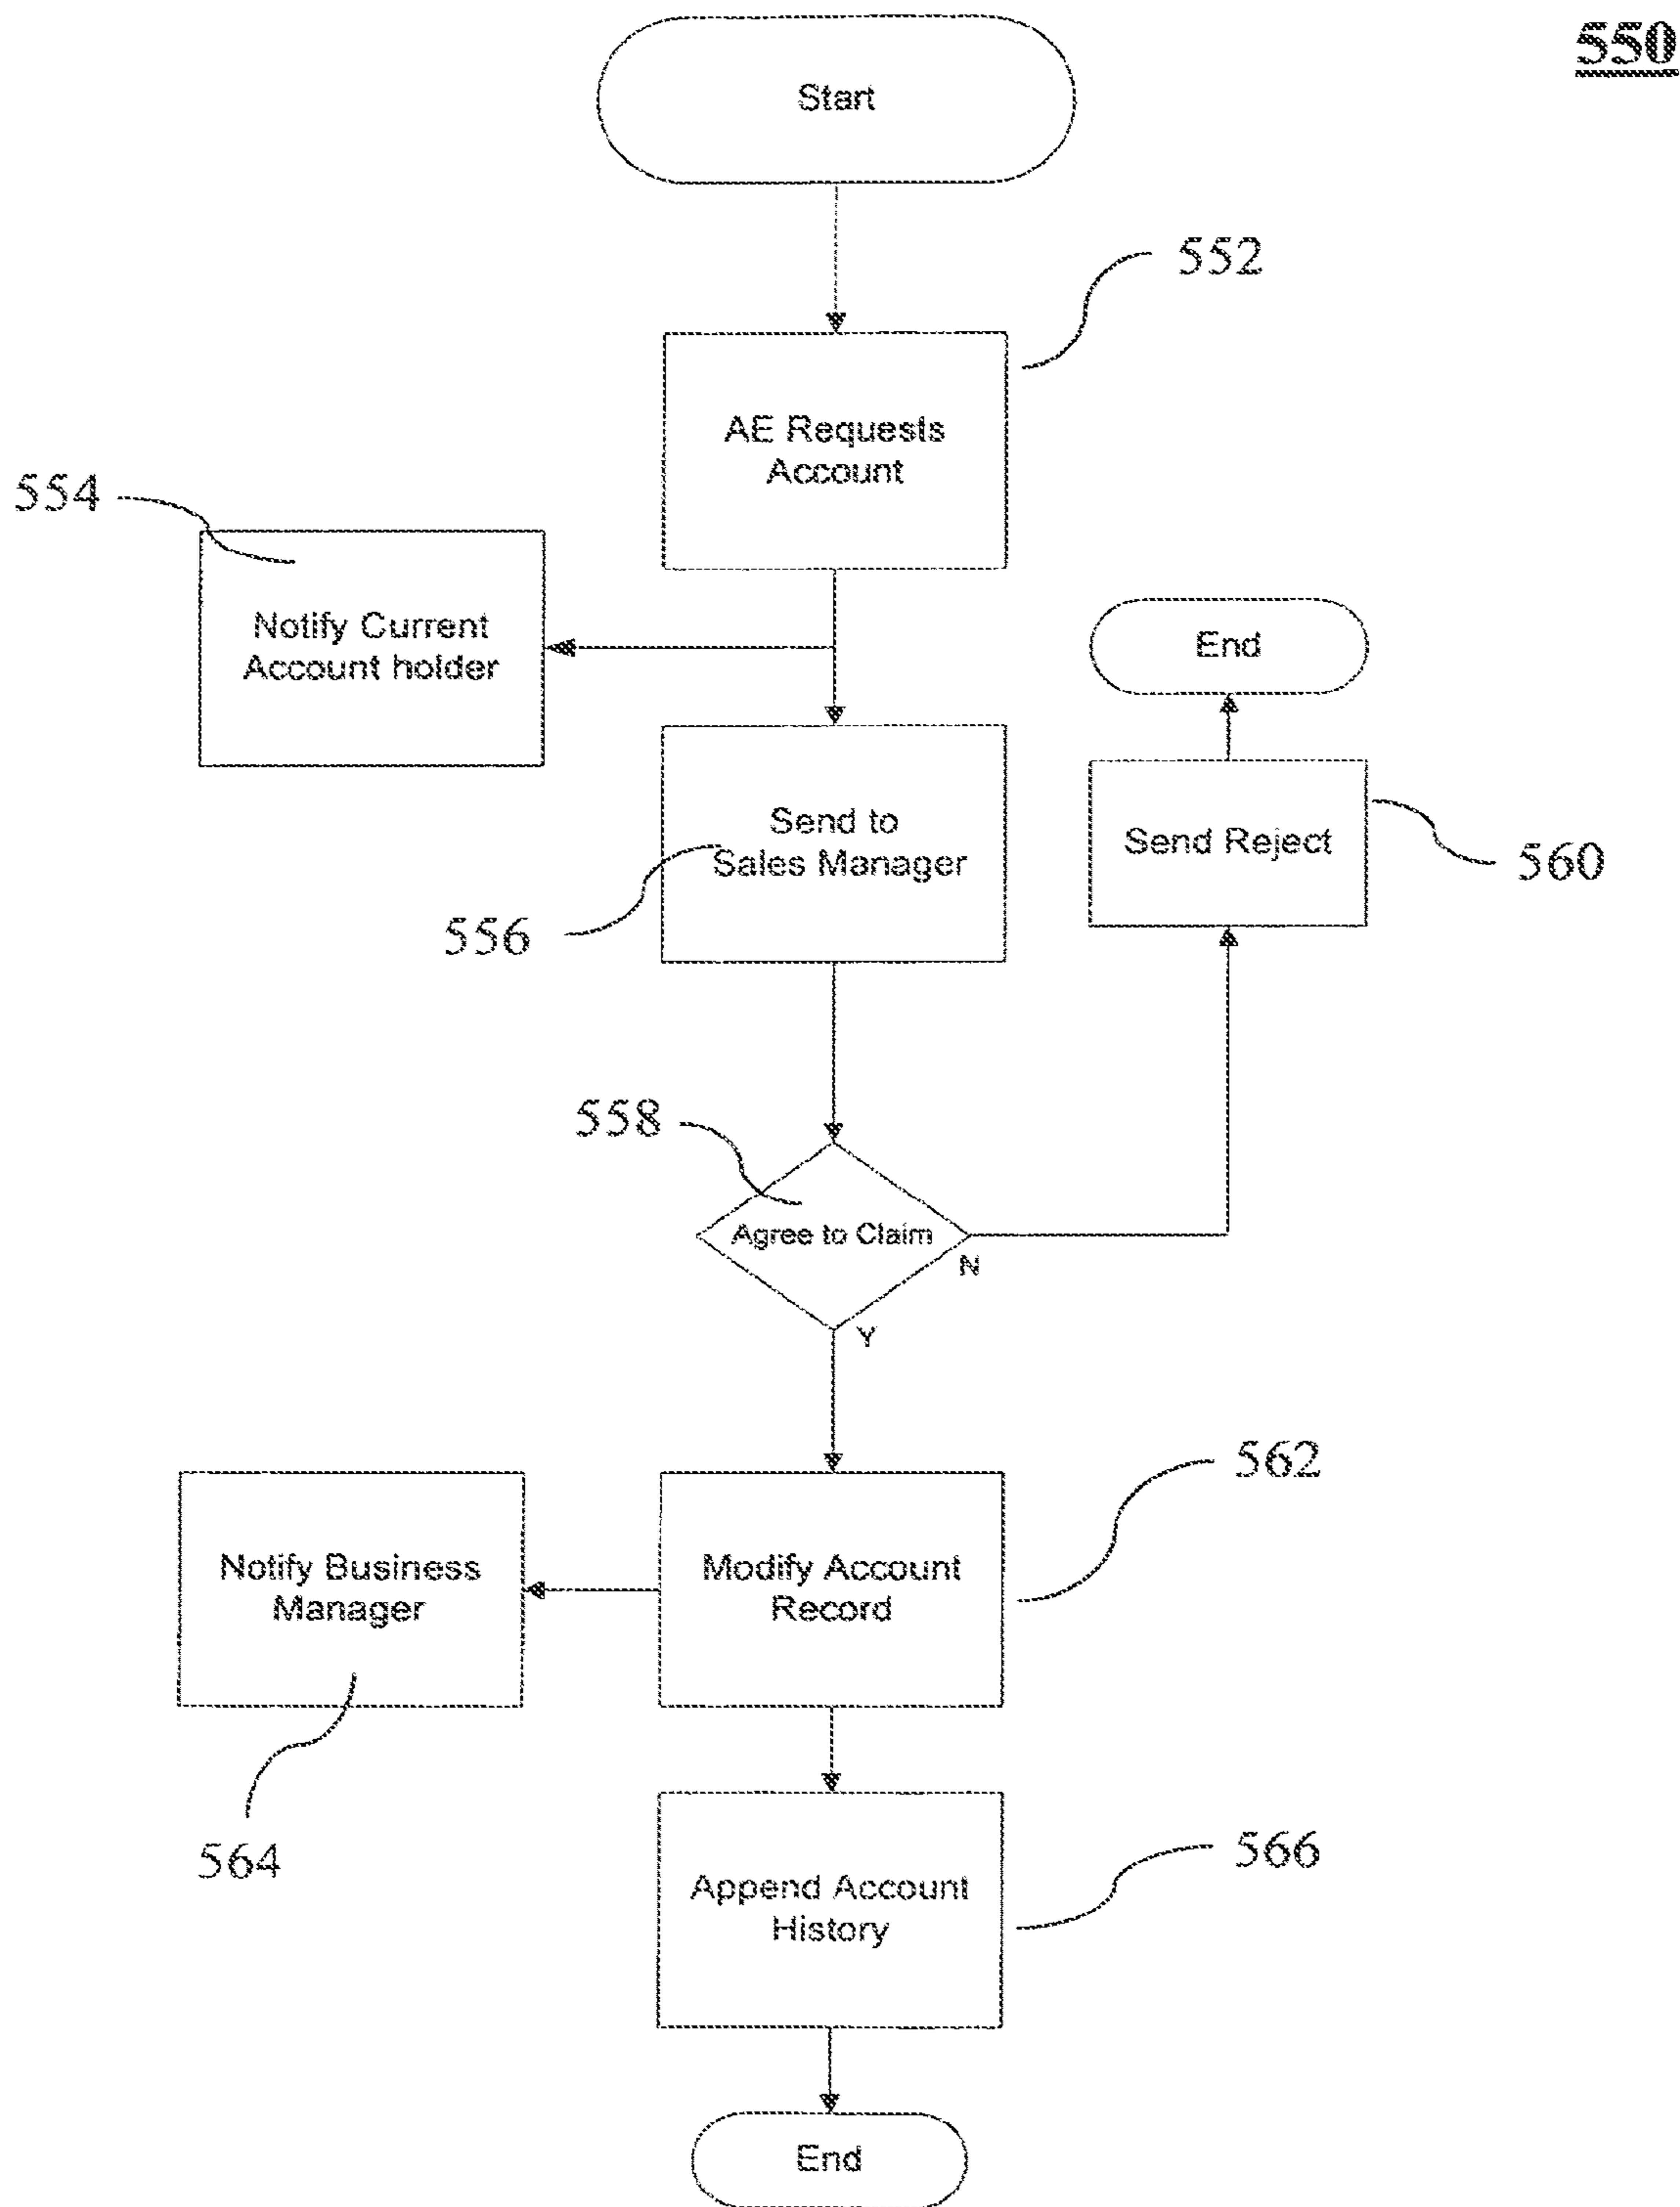 550
Start
552
AE Requests
Account
554
Notify Current
Account holder
End
Send to
Sales Manager
Send Reject
560
556
558
Agree to Claim
N
Y
562
Notify Business
Manager
Modify Account
Record
564
566
Append Account
History
End